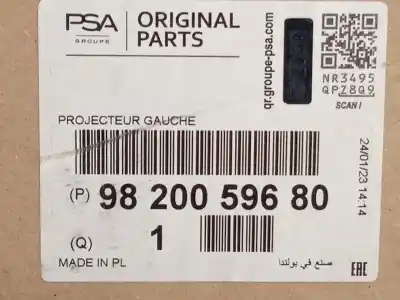 PSA
GROUPE
ORIGINAL
PARTS
qr.groupe-psa.com
NR3495
QPZ8Q9
SCAN !
PROJECTEUR GAUCHE
24/01/23 14:14
(P) 98 200 596 80
(Q) 1
MADE IN PL
صنع في بولندا
EAC